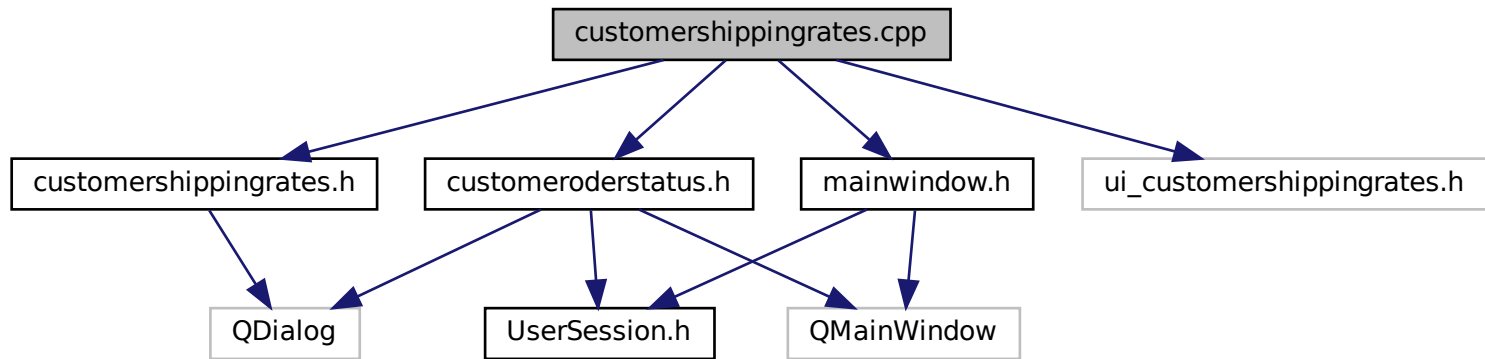 customershippingrates.cpp
customershippingrates.h
customeroderstatus.h
mainwindow.h
ui_customershippingrates.h
QDialog
UserSession.h
QMainWindow